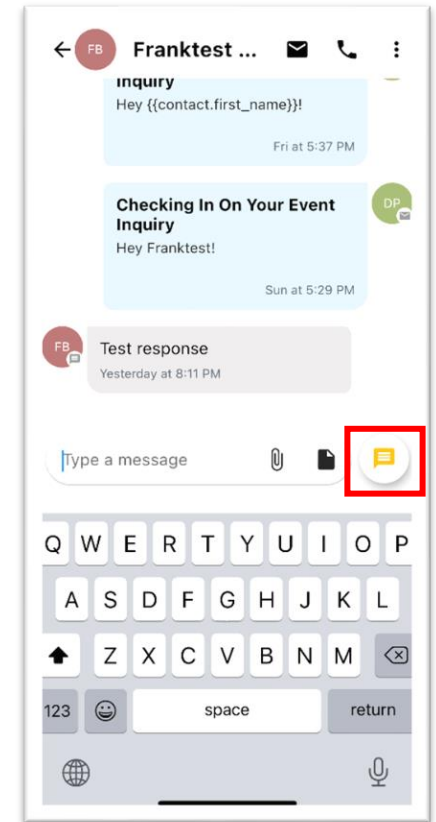 FB Franktest ...
Inquiry
Hey {{contact.first_name}}!
Fri at 5:37 PM
Checking In On Your Event
Inquiry
DP
Hey Franktest!
Sun at 5:29 PM
FB
Test response
Yesterday at 8:11 PM
Type a message
Q W E R T Y U I O P
A S D F G H J K L
Z X C V B N M
123 space return